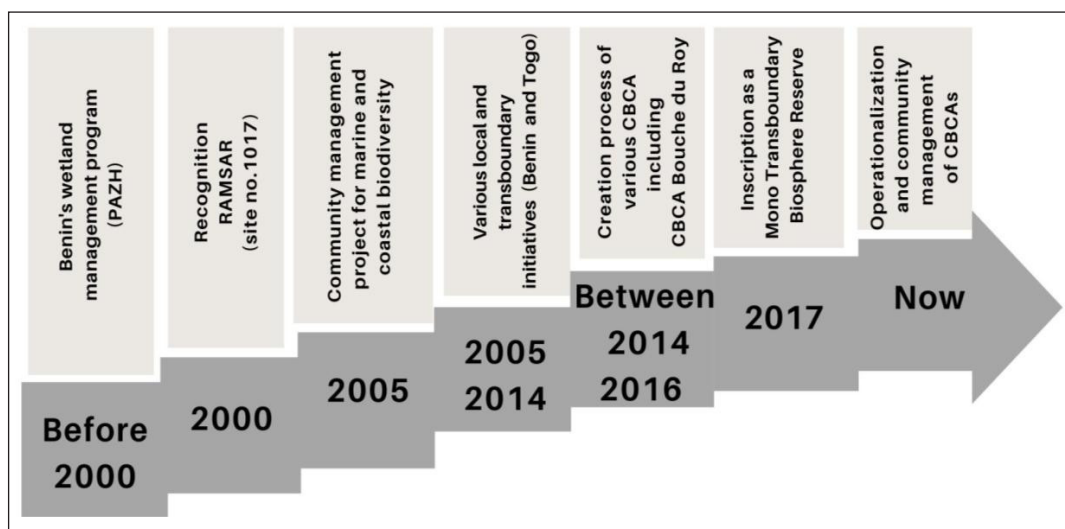 Benin's wetland
management program
(PAZH)
Before
2000
Recognition
RAMSAR
(site no.1017)
2000
Community management
project for marine and
coastal biodiversity
2005
Various local and
transboundary
initiatives (Benin and Togo)
2005
2014
Creation process of
various CBCA
including
CBCA Bouche du Roy
Between
2014
2016
Inscription as a
Mono Transboundary
Biosphere Reserve
2017
Operationalization
and community
management
of CBCAs
Now